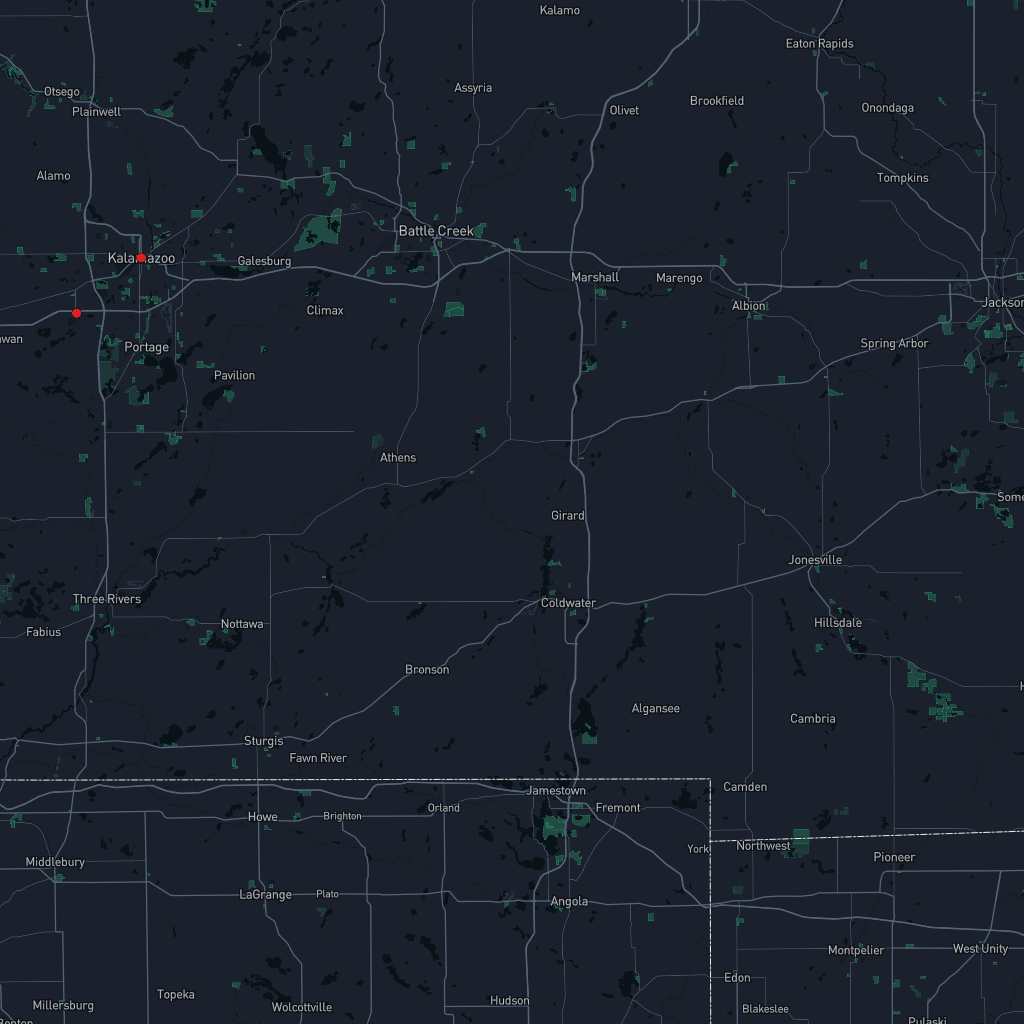 Kalamo
Eaton Rapids
Otsego
Assyria
Brookfield
Plainwell
Olivet
Onondaga
Alamo
Tompkins
Battle Creek
Kalamazoo
Galesburg
Marshall
Marengo
Climax
Albion
Jackson
wan
Portage
Spring Arbor
Pavilion
Athens
Some
Girard
Jonesville
Three Rivers
Coldwater
Fabius
Nottawa
Hillsdale
Bronson
H
Algansee
Cambria
Sturgis
Fawn River
Camden
Jamestown
Orland
Fremont
Howe
Brighton
York
Northwest
Pioneer
Middlebury
LaGrange
Plato
Angola
Montpelier
West Unity
Edon
Topeka
Hudson
Millersburg
Wolcottville
Blakeslee
Benton
Pulaski